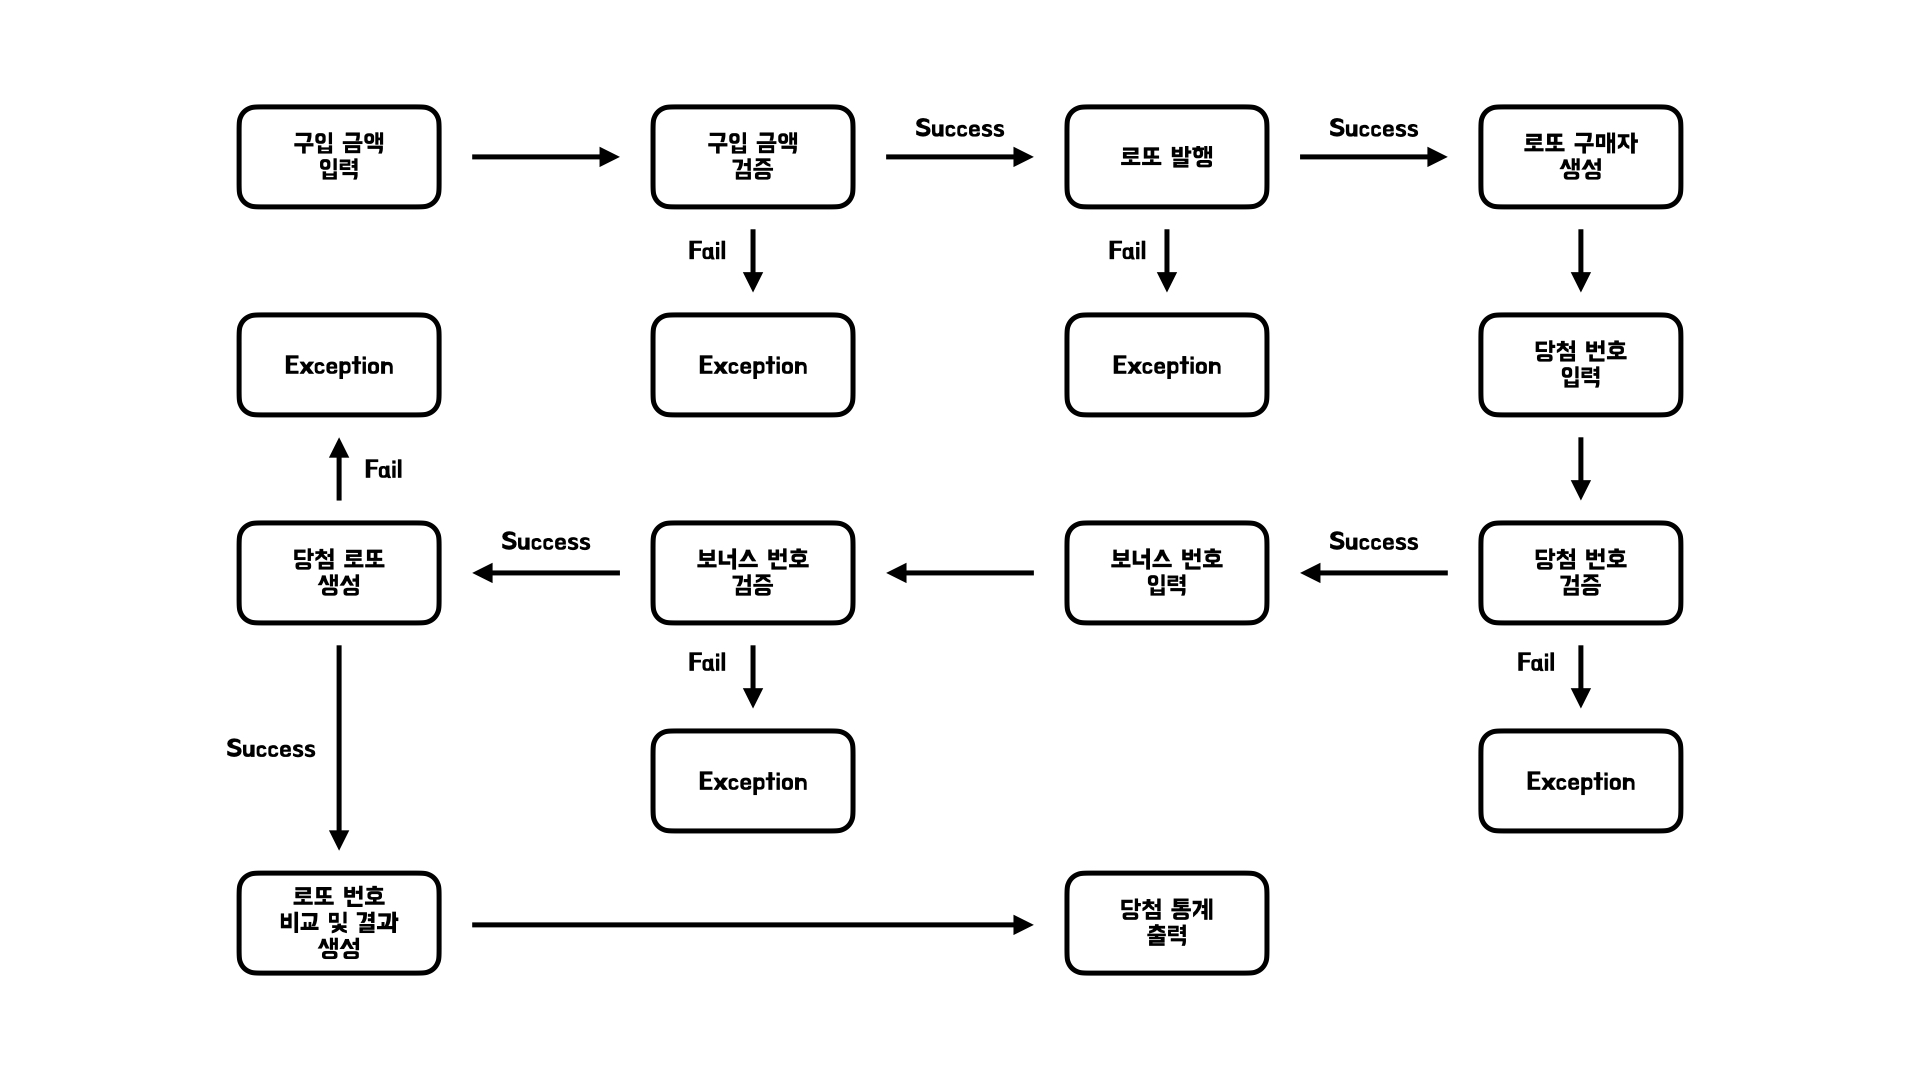 구입 금액
입력
구입 금액
검증
Success
로또 발행
Success
로또 구매자
생성
Fail
Fail
Exception
Exception
Exception
당첨 번호
입력
Fail
당첨 로또
생성
Success
보너스 번호
검증
보너스 번호
입력
Success
당첨 번호
검증
Fail
Fail
Success
Exception
Exception
로또 번호
비교 및 결과
생성
당첨 통계
출력